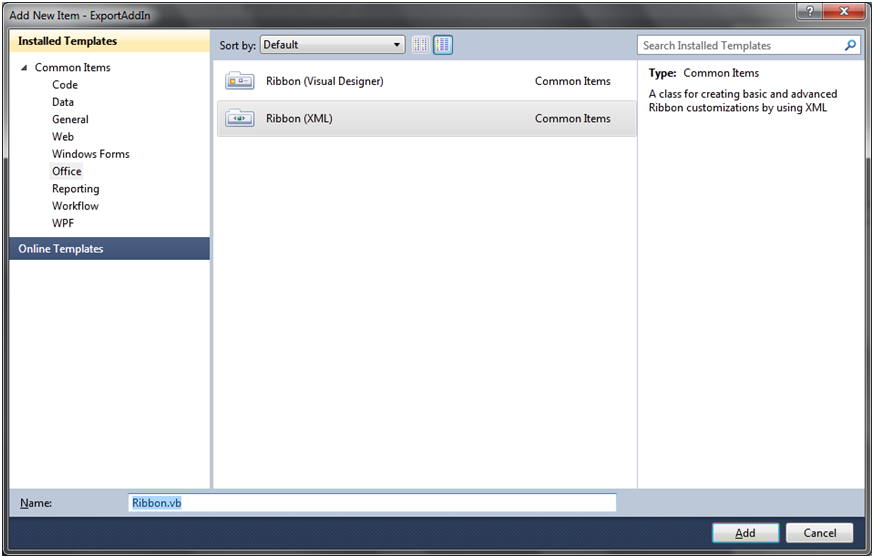 Add New Item - ExportAddIn
Installed Templates
Common Items
Code
Data
General
Web
Windows Forms
Office
Reporting
Workflow
WPF
Online Templates
Sort by: Default
Ribbon (Visual Designer) Common Items
Ribbon (XML) Common Items
Search Installed Templates
Type: Common Items
A class for creating basic and advanced
Ribbon customizations by using XML
Name: Ribbon.vb
Add Cancel